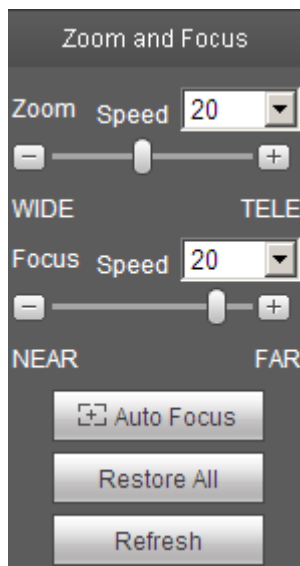 Zoom and Focus
Zoom Speed 20
WIDE TELE
Focus Speed 20
NEAR FAR
Auto Focus
Restore All
Refresh